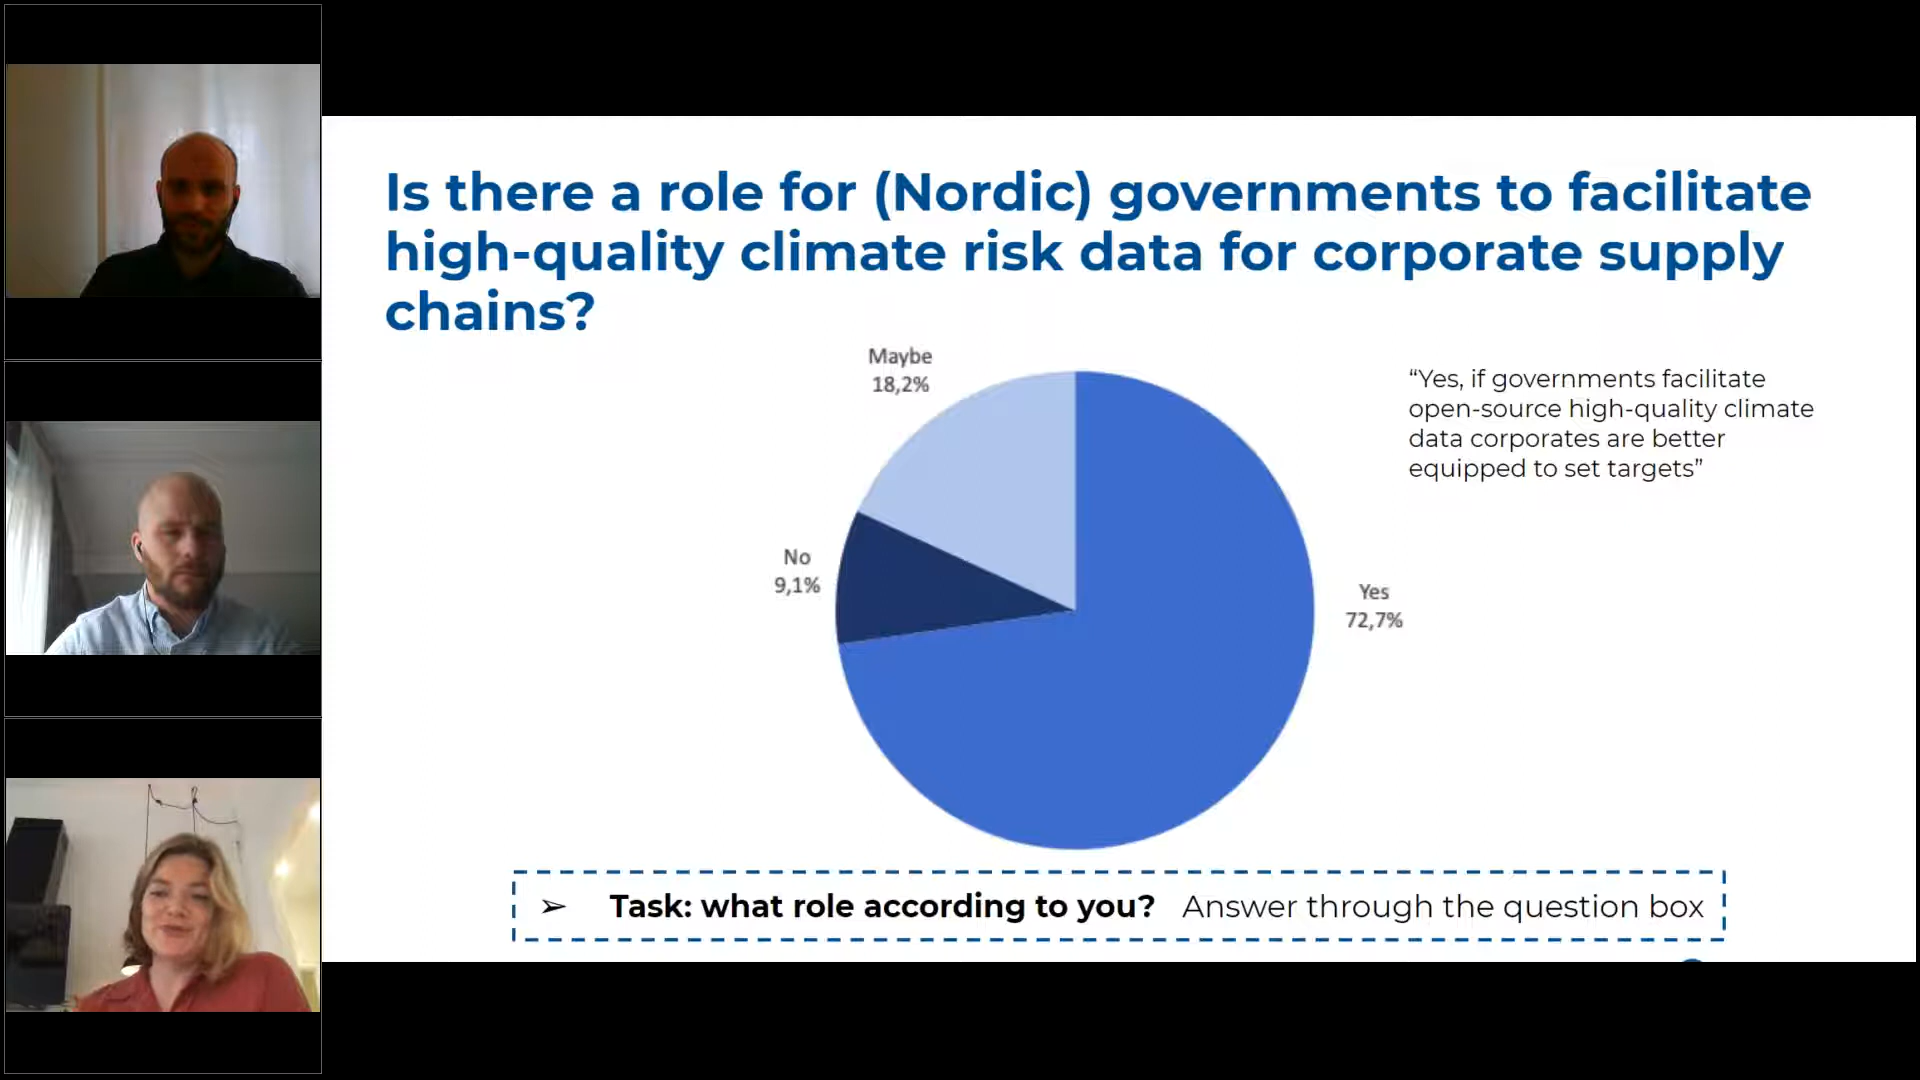 Is there a role for (Nordic) governments to facilitate
high-quality climate risk data for corporate supply
chains?
Maybe
18,2%
“Yes, if governments facilitate
open-source high-quality climate
data corporates are better
equipped to set targets”
No
9,1%
Yes
72,7%
➢ Task: what role according to you? Answer through the question box